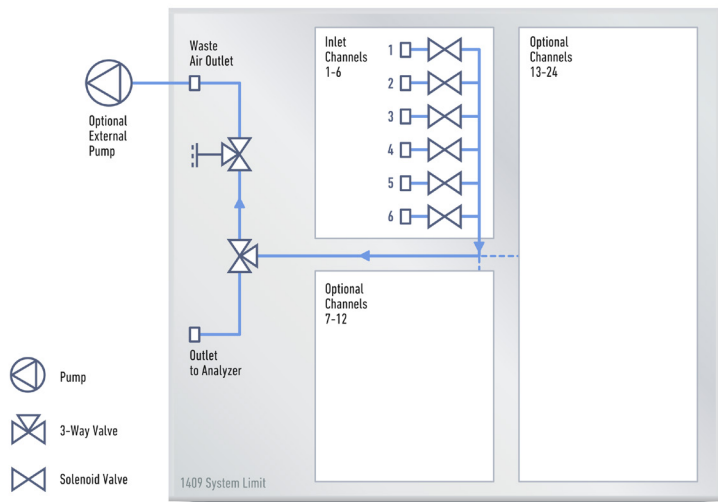 Waste
Air Outlet
Optional
External
Pump
Inlet
Channels
1-6
1
2
3
4
5
6
Optional
Channels
13-24
Optional
Channels
7-12
Outlet
to Analyzer
Pump
3-Way Valve
Solenoid Valve
1409 System Limit